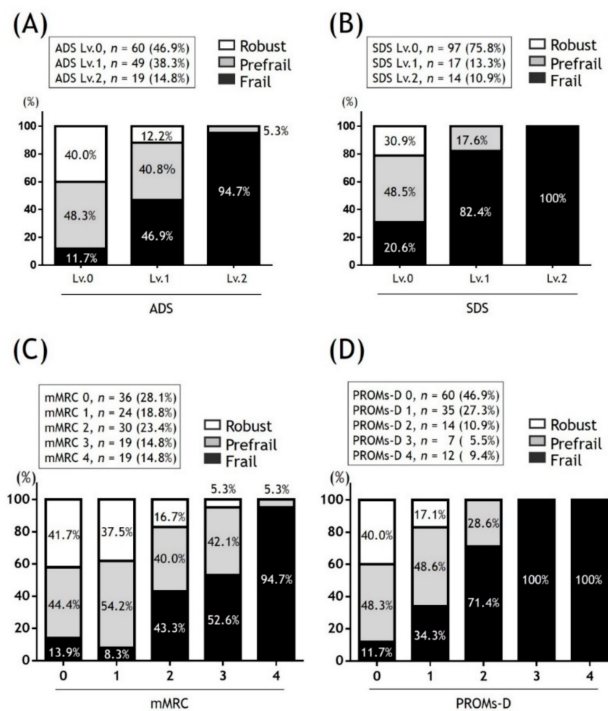 (A)
ADS Lv.0, n = 60 (46.9%)
ADS Lv.1, n = 49 (38.3%)
ADS Lv.2, n = 19 (14.8%)
Robust
Prefrail
Frail
(%)
100
80
60
40
20
0
40.0%
48.3%
11.7%
12.2%
40.8%
46.9%
5.3%
94.7%
Lv.0 Lv.1 Lv.2
ADS
(B)
SDS Lv.0, n = 97 (75.8%)
SDS Lv.1, n = 17 (13.3%)
SDS Lv.2, n = 14 (10.9%)
Robust
Prefrail
Frail
(%)
100
80
60
40
20
0
30.9%
48.5%
20.6%
17.6%
82.4%
100%
Lv.0 Lv.1 Lv.2
SDS
(C)
mMRC 0, n = 36 (28.1%)
mMRC 1, n = 24 (18.8%)
mMRC 2, n = 30 (23.4%)
mMRC 3, n = 19 (14.8%)
mMRC 4, n = 19 (14.8%)
Robust
Prefrail
Frail
(%)
100
80
60
40
20
0
41.7%
44.4%
13.9%
37.5%
54.2%
8.3%
16.7%
40.0%
43.3%
5.3%
42.1%
52.6%
5.3%
94.7%
0 1 2 3 4
mMRC
(D)
PROMs-D 0, n = 60 (46.9%)
PROMs-D 1, n = 35 (27.3%)
PROMs-D 2, n = 14 (10.9%)
PROMs-D 3, n = 7 ( 5.5%)
PROMs-D 4, n = 12 ( 9.4%)
Robust
Prefrail
Frail
(%)
100
80
60
40
20
0
40.0%
48.3%
11.7%
17.1%
48.6%
34.3%
28.6%
71.4%
100%
100%
0 1 2 3 4
PROMs-D